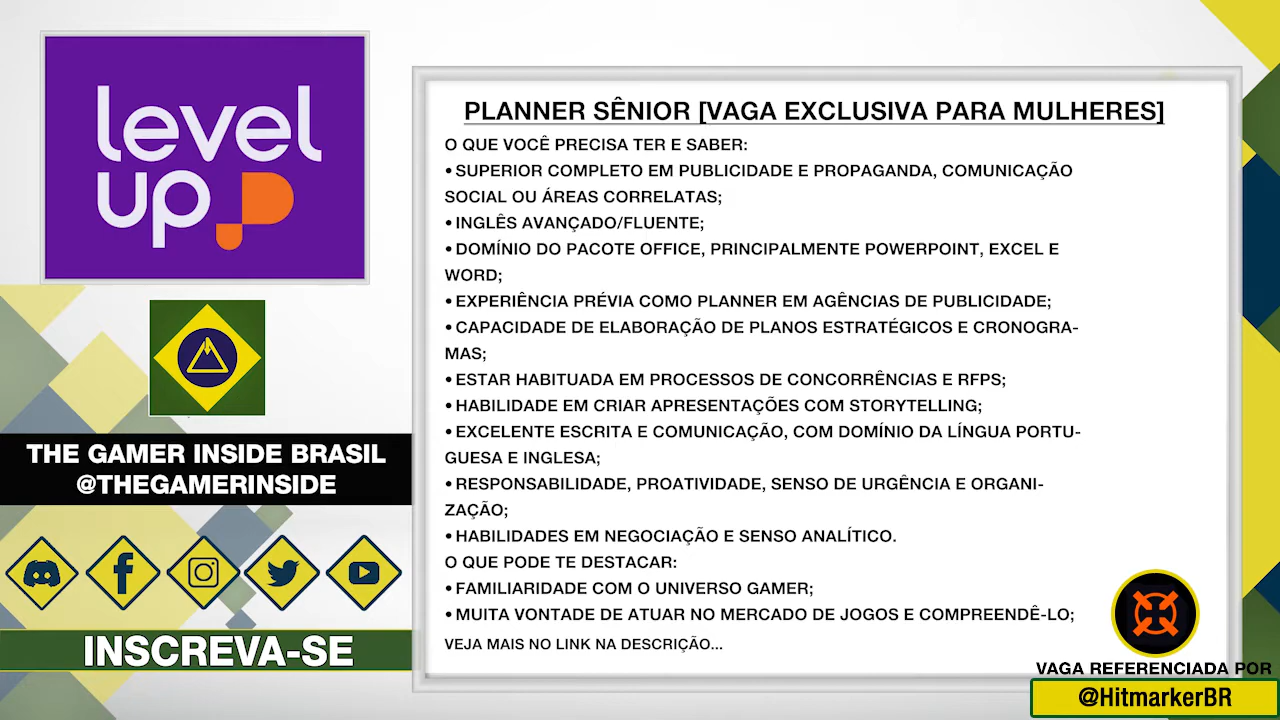 level
up
THE GAMER INSIDE BRASIL
@THEGAMERINSIDE
INSCREVA-SE
PLANNER SÊNIOR [VAGA EXCLUSIVA PARA MULHERES]
O QUE VOCÊ PRECISA TER E SABER:
•SUPERIOR COMPLETO EM PUBLICIDADE E PROPAGANDA, COMUNICAÇÃO
SOCIAL OU ÁREAS CORRELATAS;
•INGLÊS AVANÇADO/FLUENTE;
•DOMÍNIO DO PACOTE OFFICE, PRINCIPALMENTE POWERPOINT, EXCEL E
WORD;
•EXPERIÊNCIA PRÉVIA COMO PLANNER EM AGÊNCIAS DE PUBLICIDADE;
•CAPACIDADE DE ELABORAÇÃO DE PLANOS ESTRATÉGICOS E CRONOGRA-
MAS;
•ESTAR HABITUADA EM PROCESSOS DE CONCORRÊNCIAS E RFPS;
•HABILIDADE EM CRIAR APRESENTAÇÕES COM STORYTELLING;
•EXCELENTE ESCRITA E COMUNICAÇÃO, COM DOMÍNIO DA LÍNGUA PORTU-
GUESA E INGLESA;
•RESPONSABILIDADE, PROATIVIDADE, SENSO DE URGÊNCIA E ORGANI-
ZAÇÃO;
•HABILIDADES EM NEGOCIAÇÃO E SENSO ANALÍTICO.
O QUE PODE TE DESTACAR:
•FAMILIARIDADE COM O UNIVERSO GAMER;
•MUITA VONTADE DE ATUAR NO MERCADO DE JOGOS E COMPREENDÊ-LO;
VEJA MAIS NO LINK NA DESCRIÇÃO...
VAGA REFERENCIADA POR
@HitmarkerBR